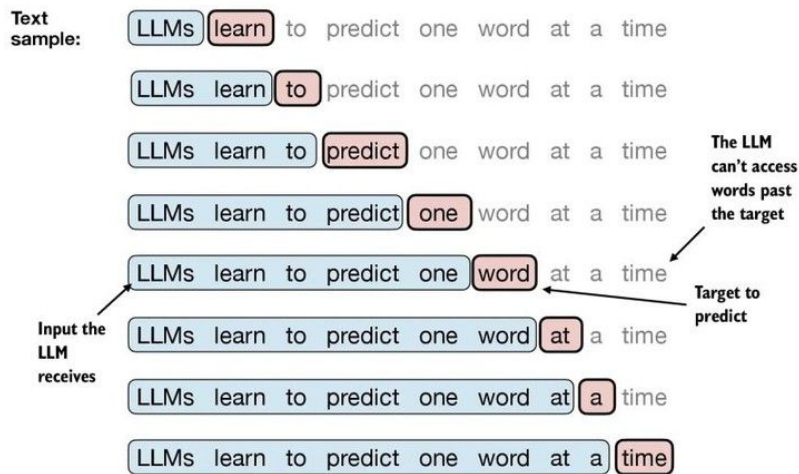 Text
sample:
LLMs learn to predict one word at a time
LLMs learn to predict one word at a time
LLMs learn to predict one word at a time
The LLM
can't access
words past
the target
LLMs learn to predict one word at a time
LLMs learn to predict one word at a time
Target to
predict
Input the
LLM
receives
LLMs learn to predict one word at a time
LLMs learn to predict one word at a time
LLMs learn to predict one word at a time